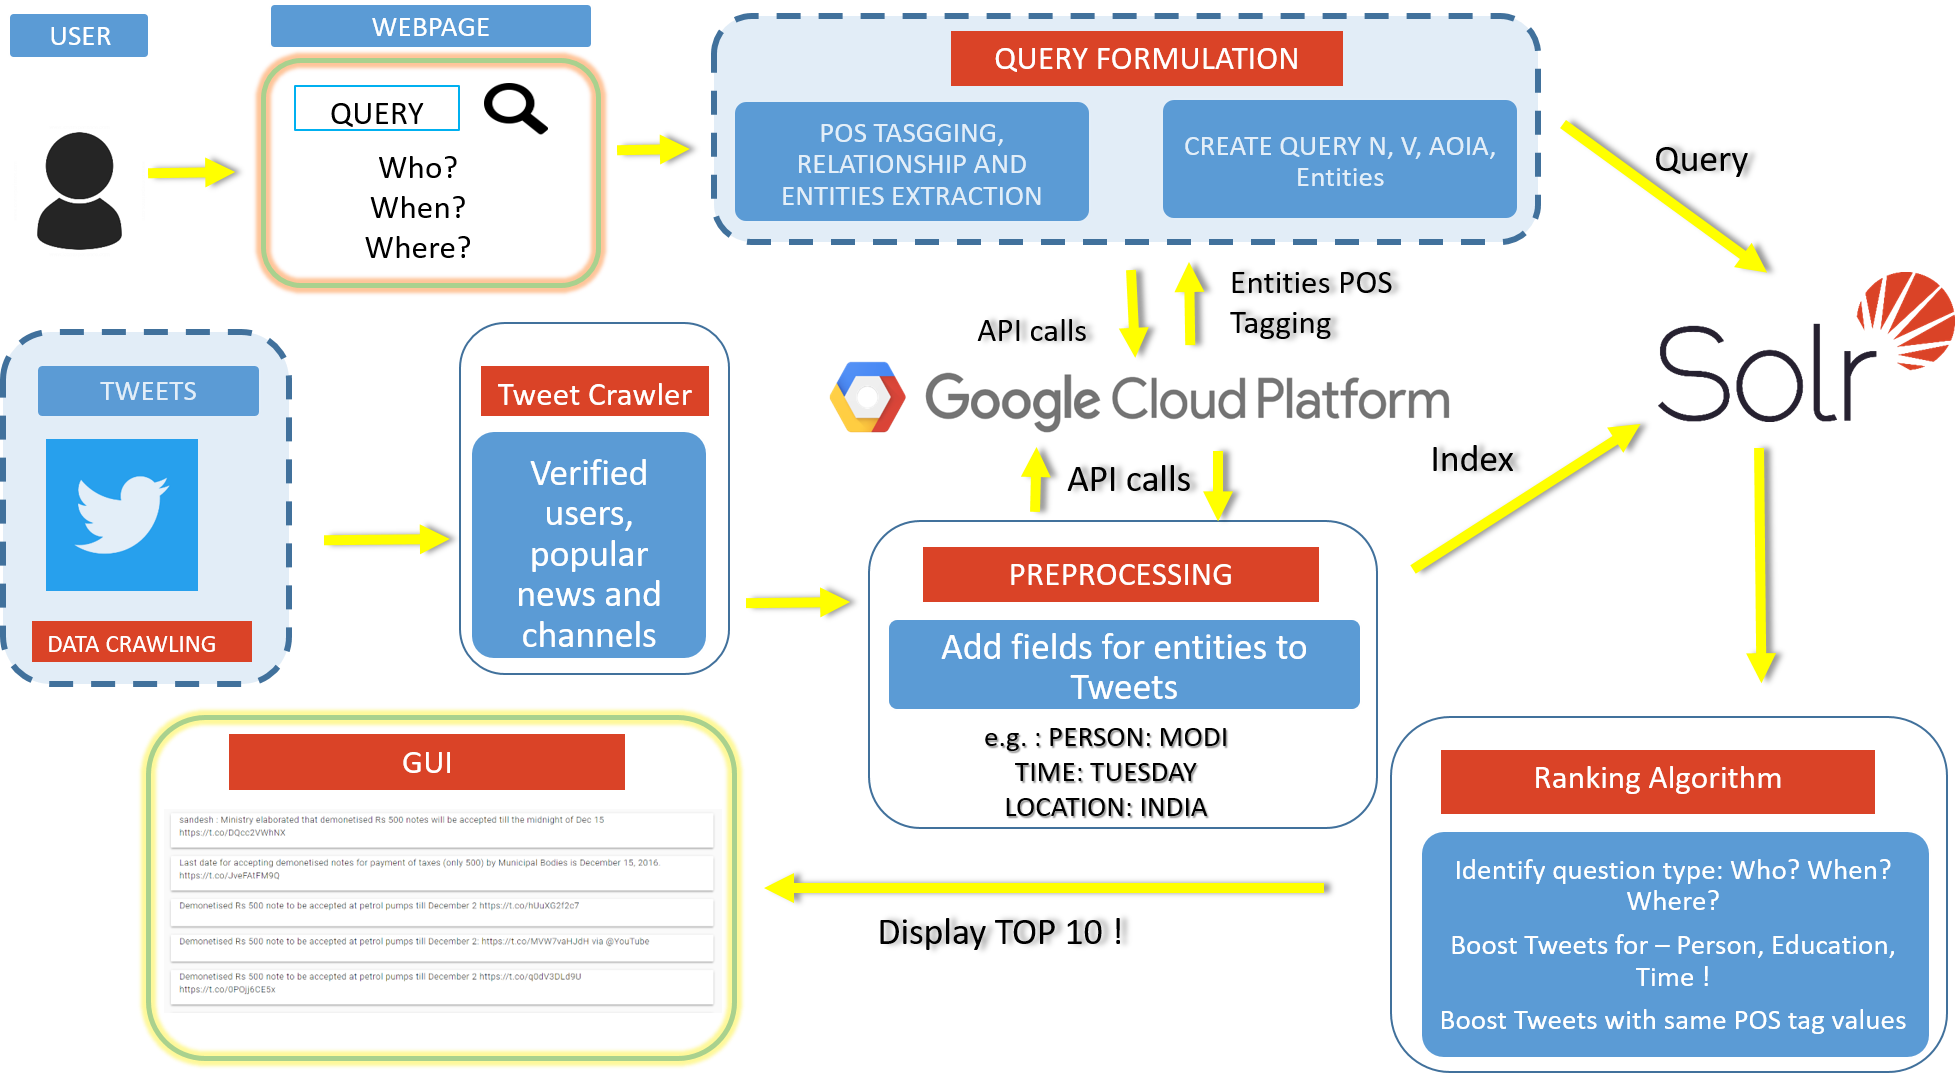 USER
WEBPAGE
QUERY
Who?
When?
Where?
QUERY FORMULATION
POS TASGGING,
RELATIONSHIP AND
ENTITIES EXTRACTION
CREATE QUERY N, V, AOIA,
Entities
Query
API calls
Entities POS
Tagging
Google Cloud Platform
Solr
TWEETS
DATA CRAWLING
Tweet Crawler
Verified
users,
popular
news and
channels
API calls
Index
PREPROCESSING
Add fields for entities to
Tweets
e.g. : PERSON: MODI
TIME: TUESDAY
LOCATION: INDIA
GUI
sandesh : Ministry elaborated that demonetised Rs 500 notes will be accepted till the midnight of Dec 15
https://t.co/DQcc2VWhNX
Last date for accepting demonetised notes for payment of taxes (only 500) by Municipal Bodies is December 15, 2016.
https://t.co/JveFAtFM9Q
Demonetised Rs 500 note to be accepted at petrol pumps till December 2 https://t.co/hUuXG2f2c7
Demonetised Rs 500 note to be accepted at petrol pumps till December 2: https://t.co/MVW7vaHJdH via @YouTube
Demonetised Rs 500 note to be accepted at petrol pumps till December 2 https://t.co/q0dV3DLd9U
https://t.co/0POjj6CE5x
Display TOP 10 !
Ranking Algorithm
Identify question type: Who? When?
Where?
Boost Tweets for – Person, Education,
Time !
Boost Tweets with same POS tag values